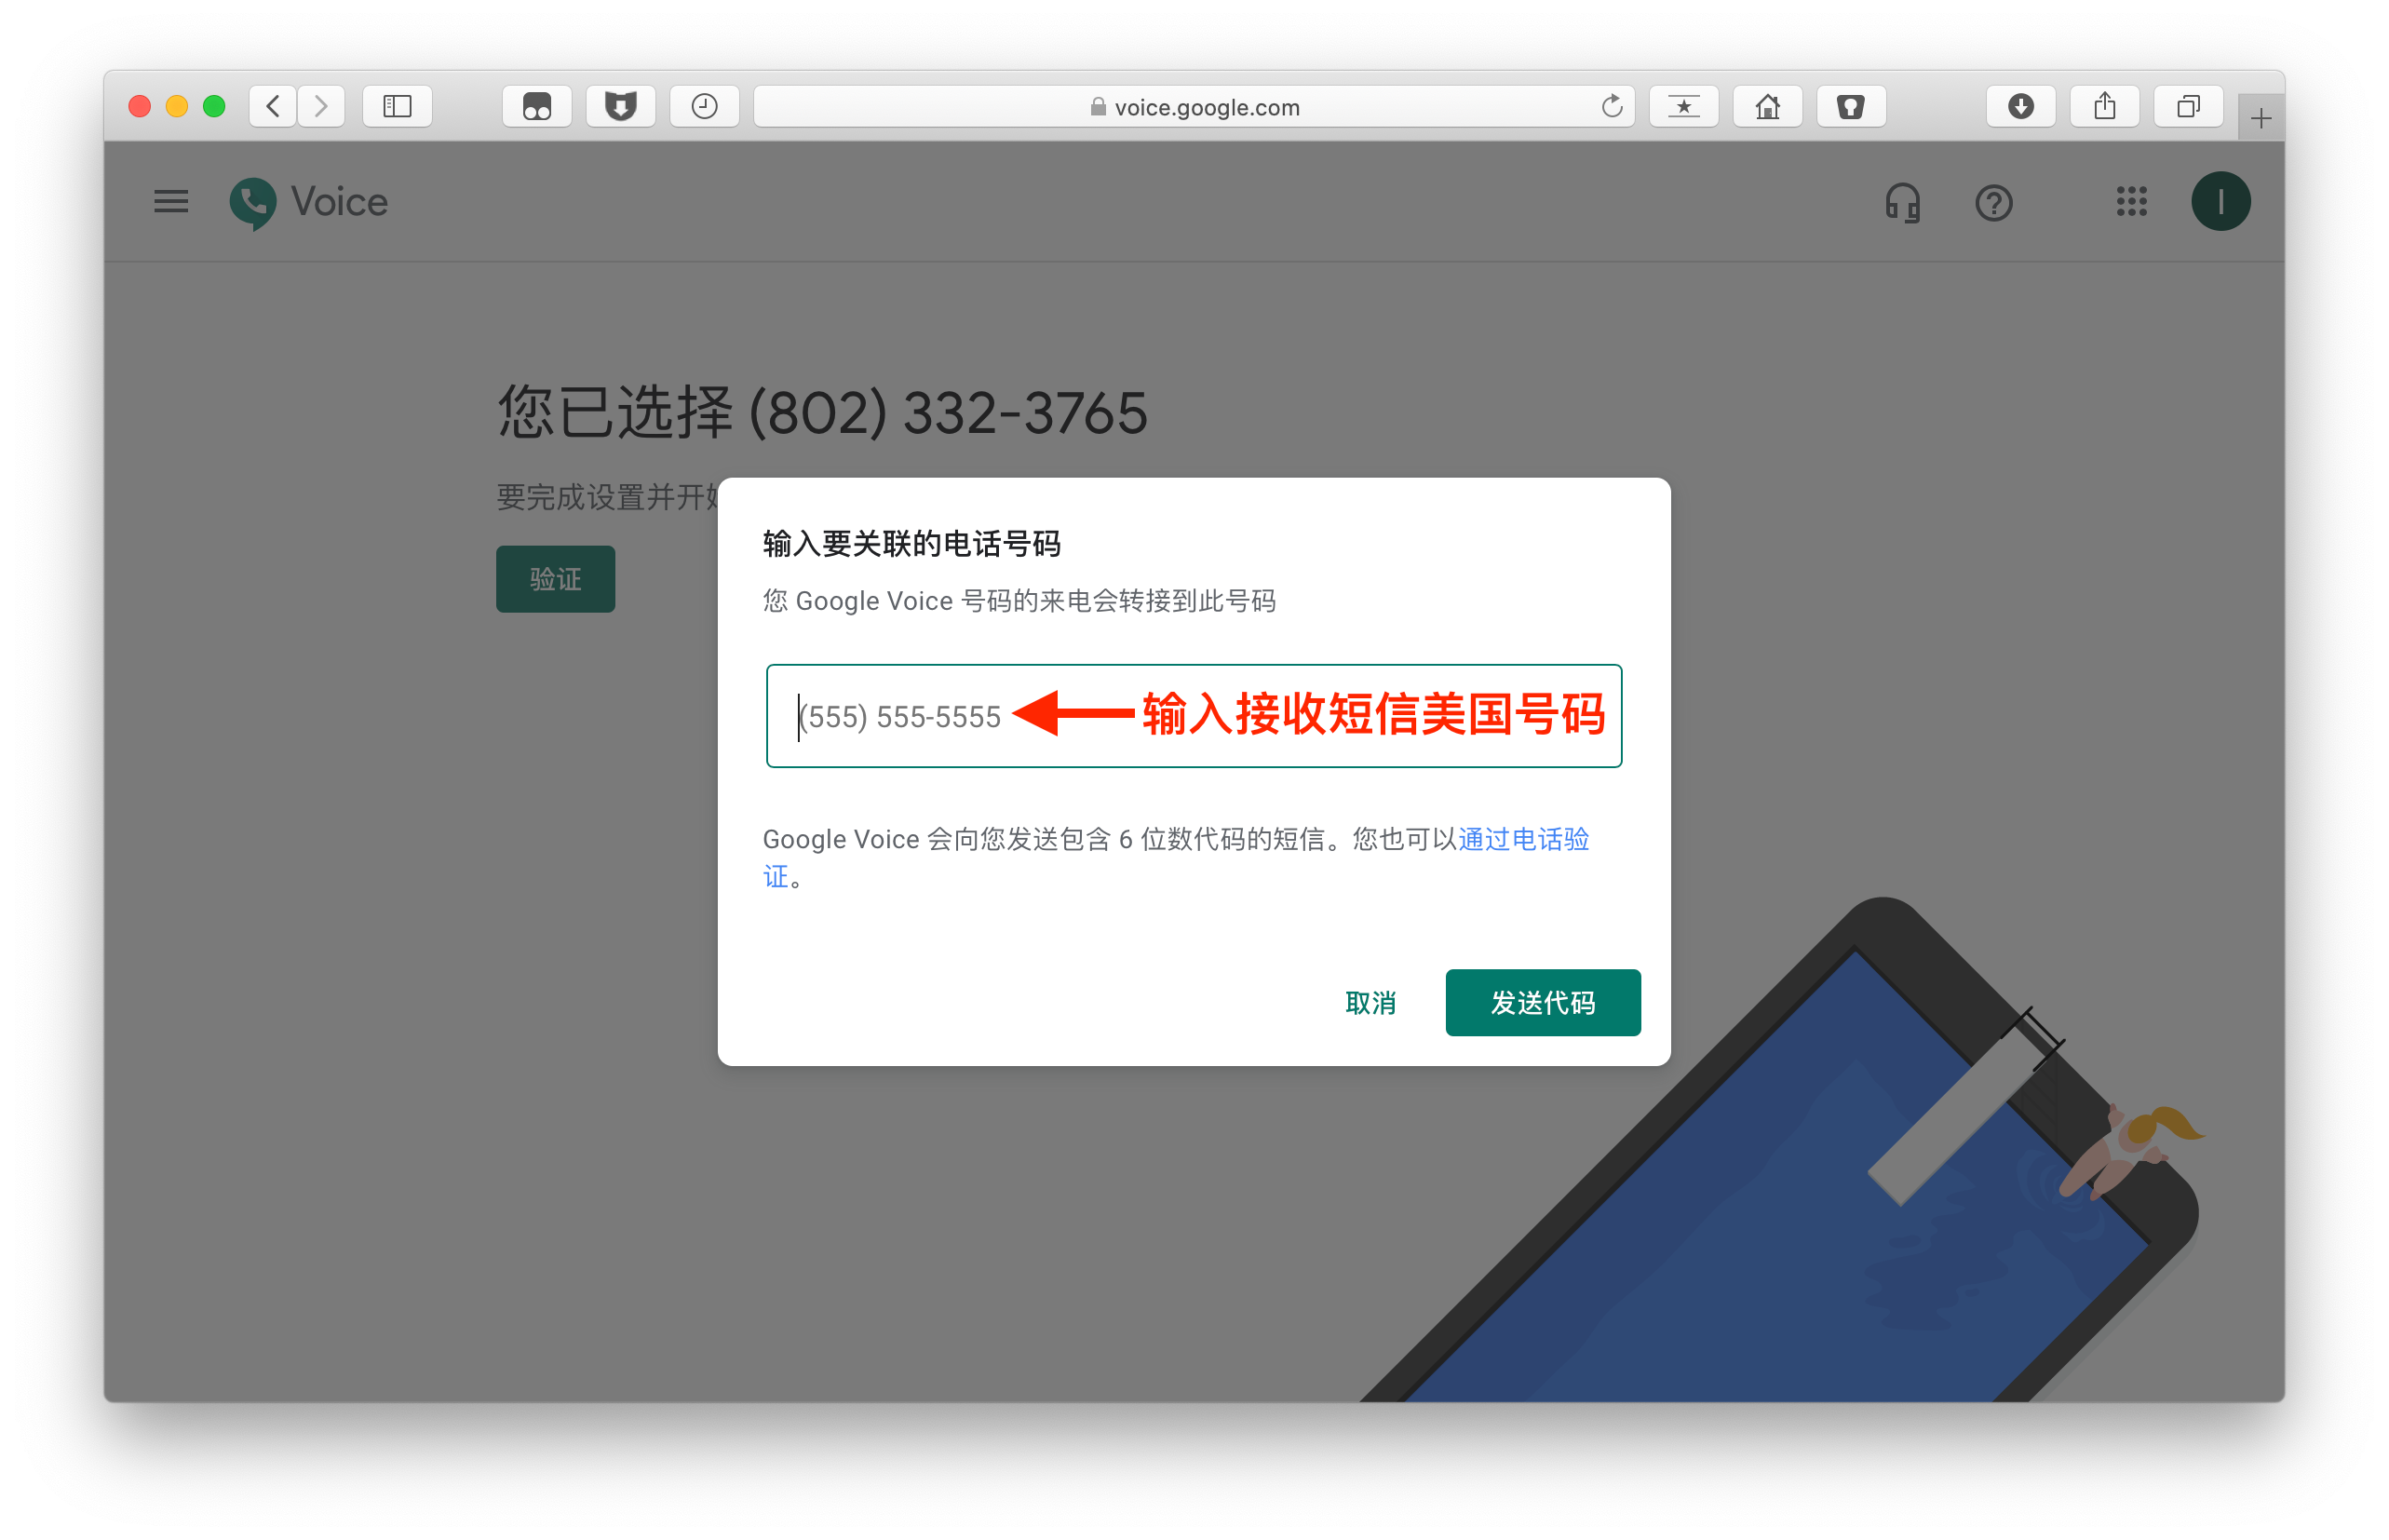 voice.google.com
Voice
I
您已选择 (802) 332-3765
要完成设置并开
验证
输入要关联的电话号码
您 Google Voice 号码的来电会转接到此号码
(555) 555-5555
输入接收短信美国号码
Google Voice 会向您发送包含 6 位数代码的短信。您也可以通过电话验
证。
取消
发送代码